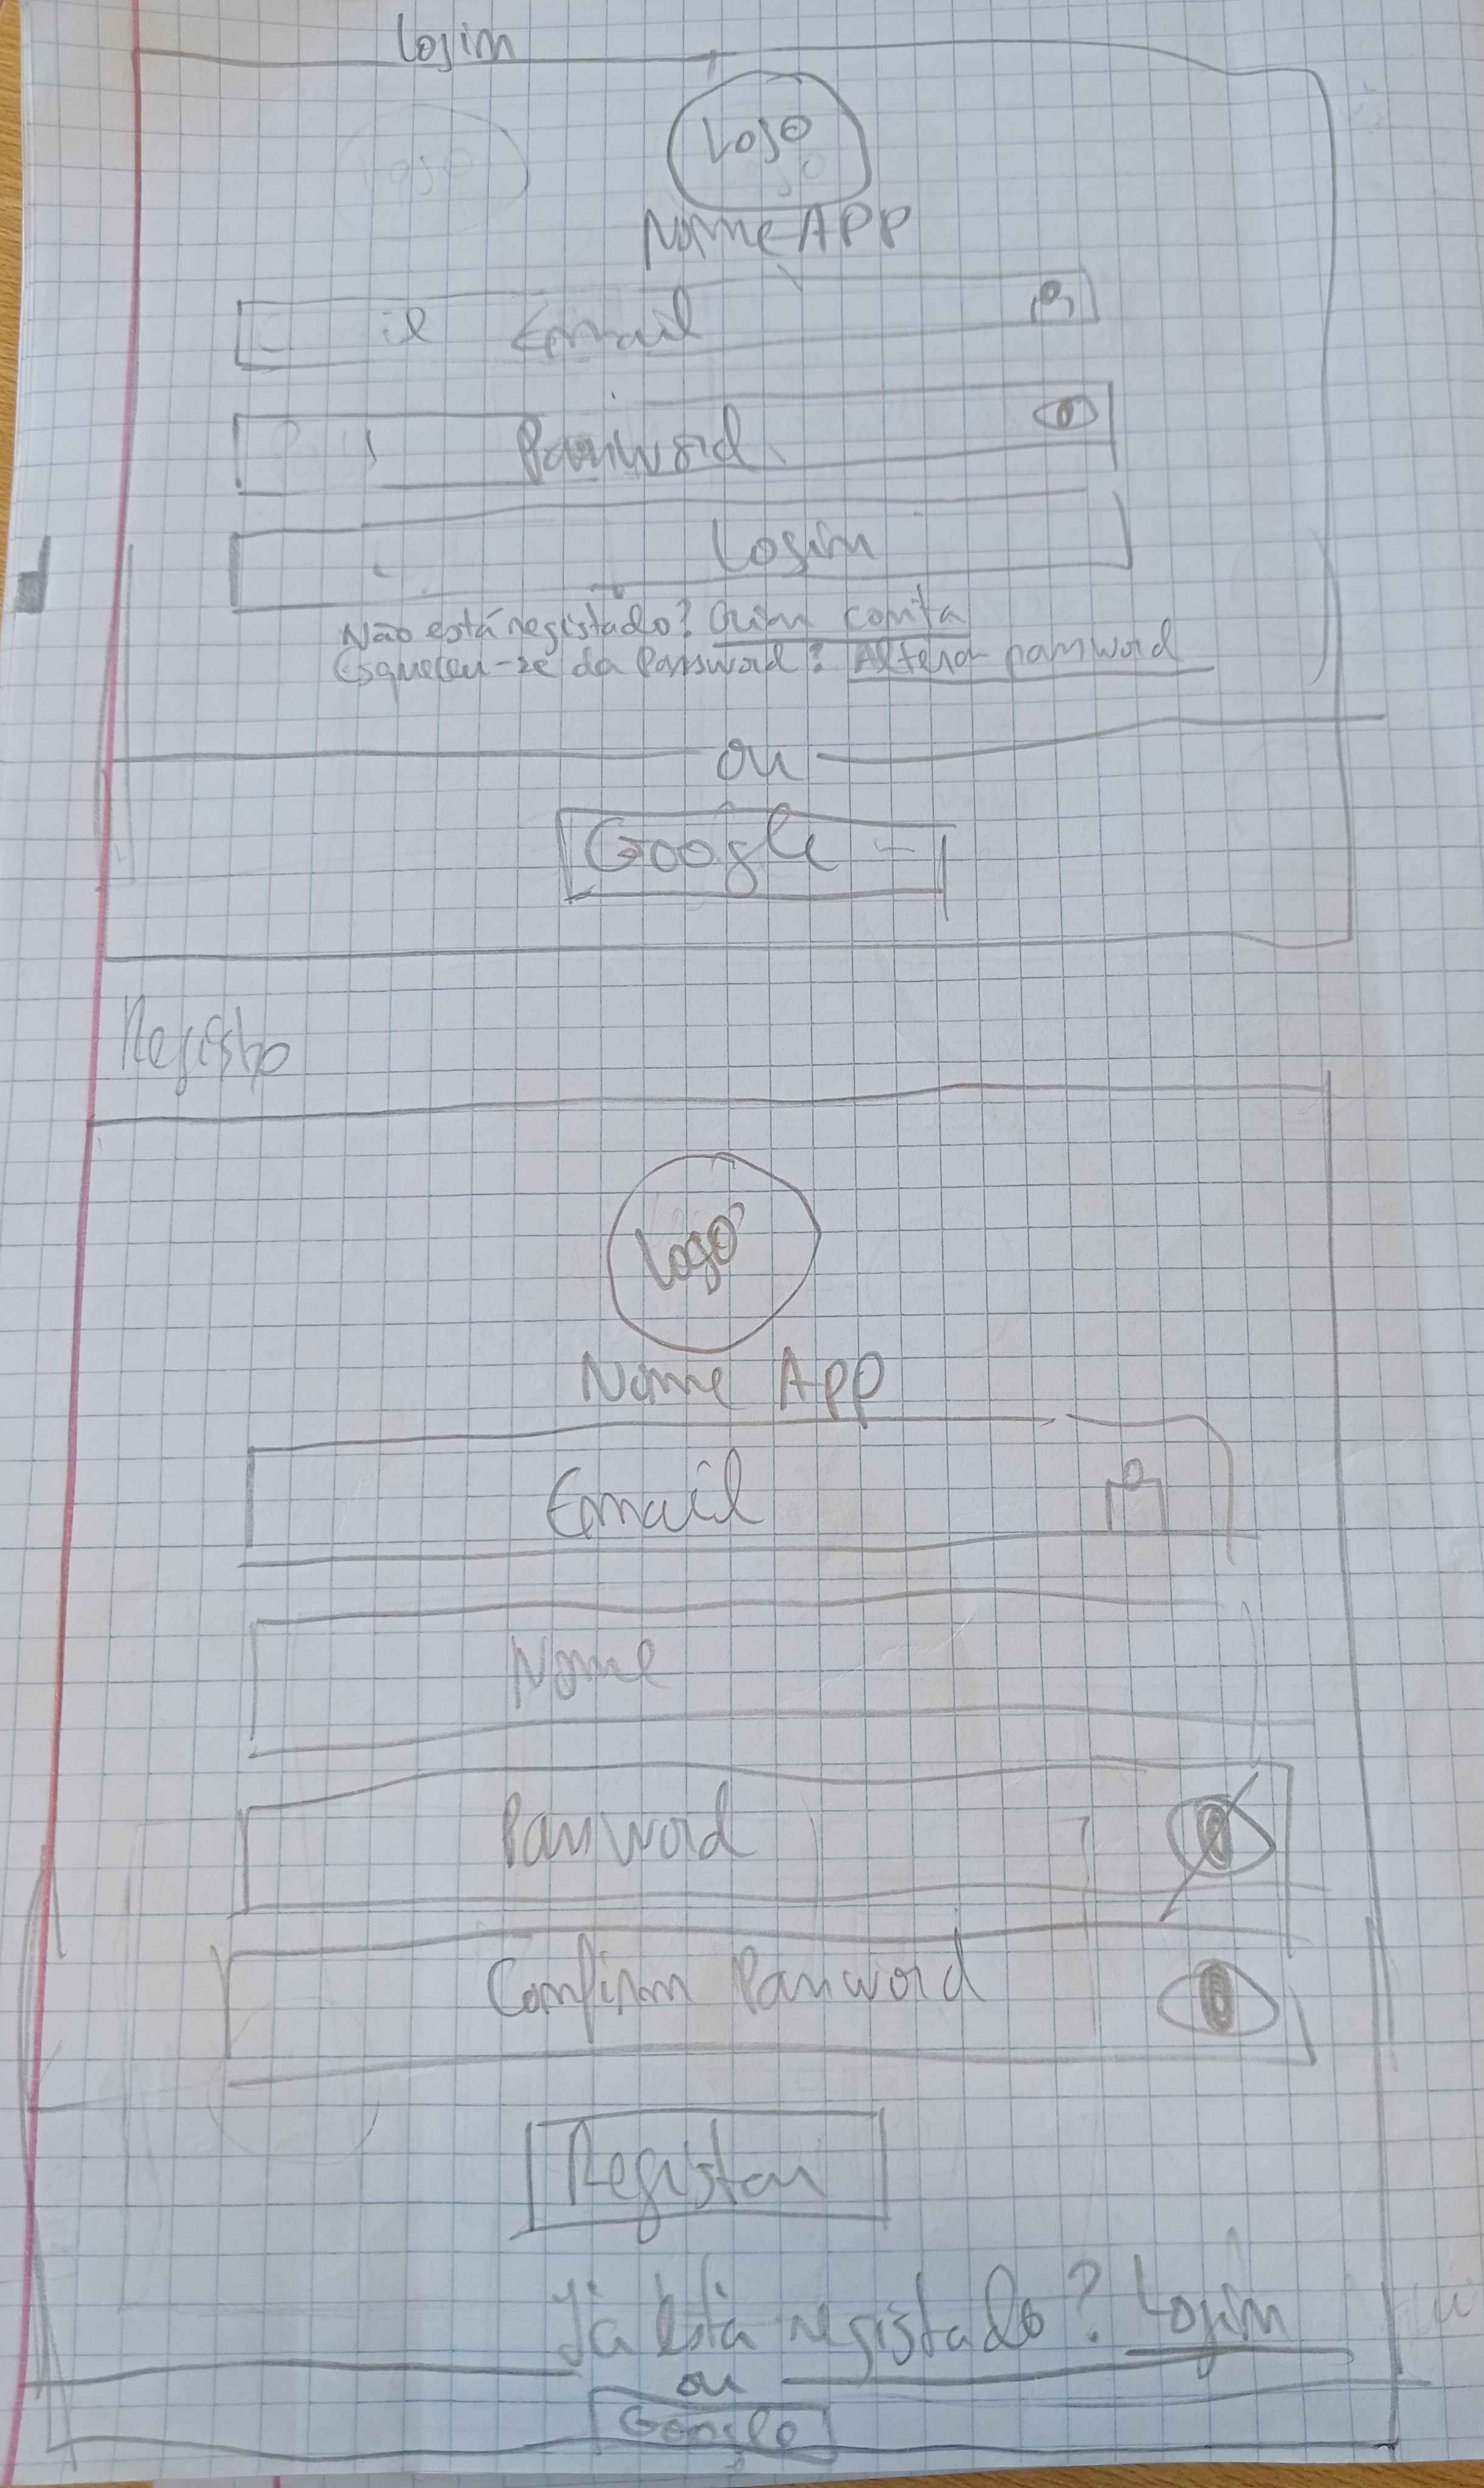 Login
Logo
Nome APP
Email
Password
Login
Não está registado? Criar conta
Esqueceu-se da Password? Alterar password
ou
Google
Registo
Logo
Nome App
Email
Nome
Password
Confirm Password
Registar
Já está registado? Login
ou
Google